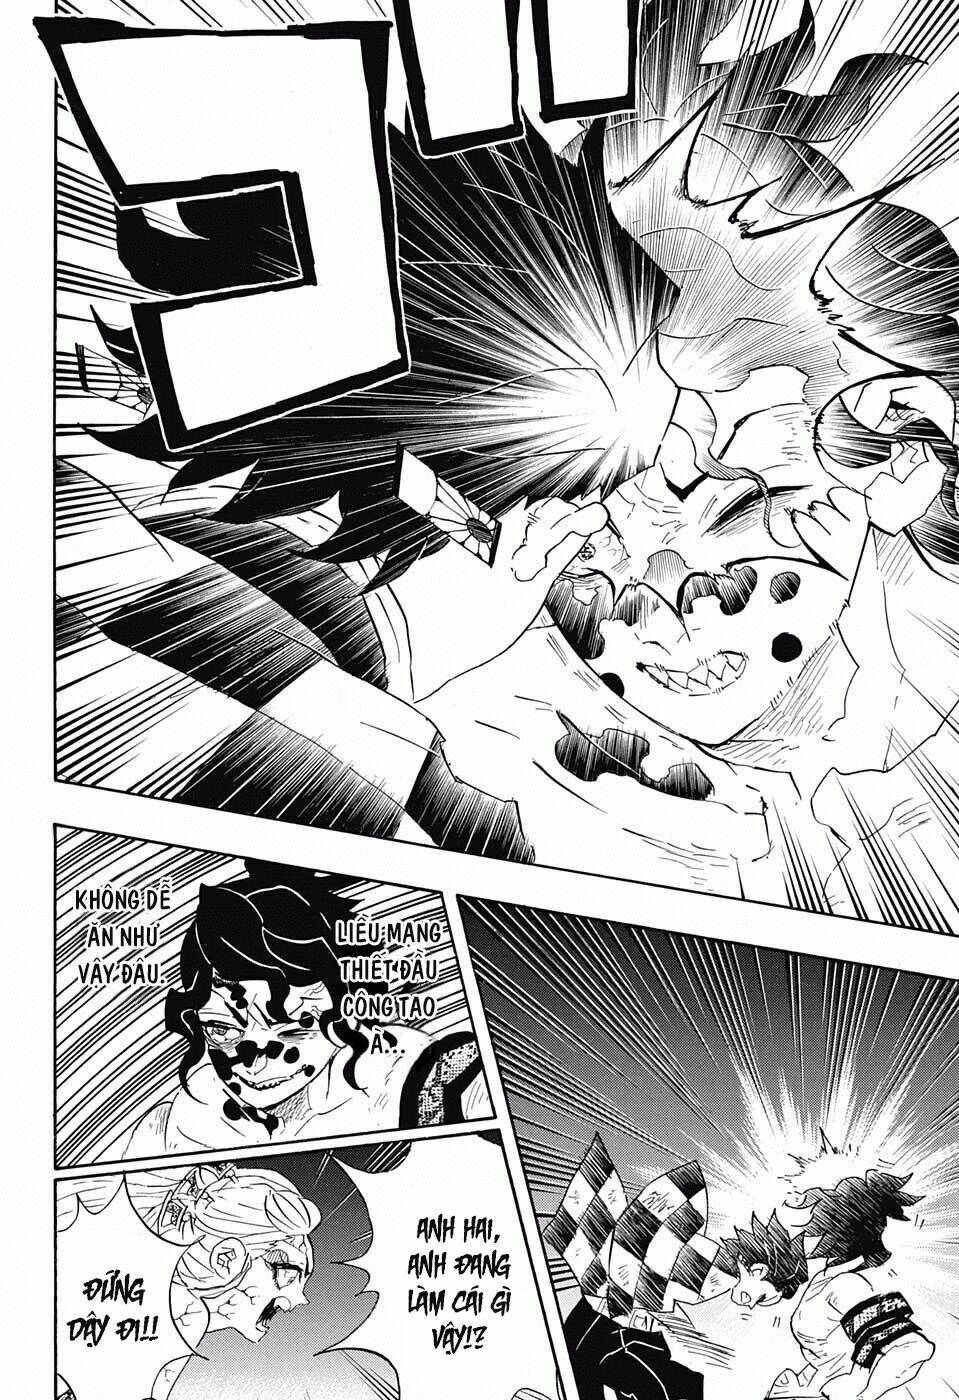 ゴ
LIỀU MẠNG
THIẾT ĐẦU
CÔNG TAO
À...
KHÔNG DỄ
ĂN NHƯ
VẬY ĐÂU.
ANH HAI,
ANH ĐANG
LÀM CÁI GÌ
VẬY!?
ĐỨNG
DẬY ĐI!!